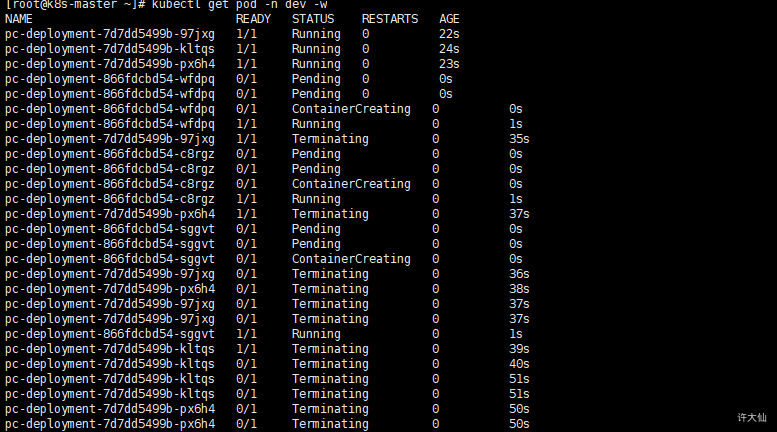 [root@k8s-master ~]# kubectl get pod -n dev -w
NAME READY STATUS RESTARTS AGE
pc-deployment-7d7dd5499b-97jxg 1/1 Running 0 22s
pc-deployment-7d7dd5499b-kltqs 1/1 Running 0 24s
pc-deployment-7d7dd5499b-px6h4 1/1 Running 0 23s
pc-deployment-866fdcbd54-wfdpq 0/1 Pending 0 0s
pc-deployment-866fdcbd54-wfdpq 0/1 Pending 0 0s
pc-deployment-866fdcbd54-wfdpq 0/1 ContainerCreating 0 0s
pc-deployment-866fdcbd54-wfdpq 1/1 Running 0 1s
pc-deployment-7d7dd5499b-97jxg 1/1 Terminating 0 35s
pc-deployment-866fdcbd54-c8rgz 0/1 Pending 0 0s
pc-deployment-866fdcbd54-c8rgz 0/1 Pending 0 0s
pc-deployment-866fdcbd54-c8rgz 0/1 ContainerCreating 0 0s
pc-deployment-866fdcbd54-c8rgz 1/1 Running 0 1s
pc-deployment-7d7dd5499b-px6h4 1/1 Terminating 0 37s
pc-deployment-866fdcbd54-sggvt 0/1 Pending 0 0s
pc-deployment-866fdcbd54-sggvt 0/1 Pending 0 0s
pc-deployment-866fdcbd54-sggvt 0/1 ContainerCreating 0 0s
pc-deployment-7d7dd5499b-97jxg 0/1 Terminating 0 36s
pc-deployment-7d7dd5499b-px6h4 0/1 Terminating 0 38s
pc-deployment-7d7dd5499b-97jxg 0/1 Terminating 0 37s
pc-deployment-7d7dd5499b-97jxg 0/1 Terminating 0 37s
pc-deployment-866fdcbd54-sggvt 1/1 Running 0 1s
pc-deployment-7d7dd5499b-kltqs 1/1 Terminating 0 39s
pc-deployment-7d7dd5499b-kltqs 0/1 Terminating 0 40s
pc-deployment-7d7dd5499b-kltqs 0/1 Terminating 0 51s
pc-deployment-7d7dd5499b-kltqs 0/1 Terminating 0 51s
pc-deployment-7d7dd5499b-px6h4 0/1 Terminating 0 50s
pc-deployment-7d7dd5499b-px6h4 0/1 Terminating 0 50s
许大仙